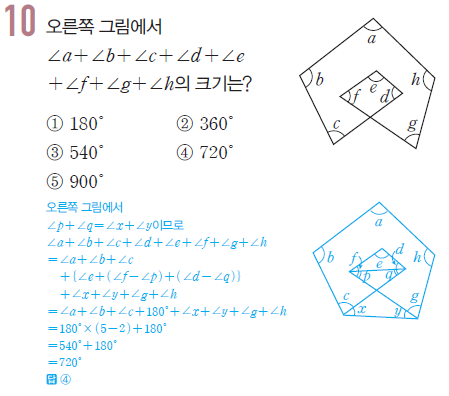 10 오른쪽 그림에서
∠a+∠b+∠c+∠d+∠e
+∠f+∠g+∠h의 크기는?
① 180° ② 360°
③ 540° ④ 720°
⑤ 900°
a
b
h
e
f d
c
g
오른쪽 그림에서
∠p+∠q=∠x+∠y이므로
∠a+∠b+∠c+∠d+∠e+∠f+∠g+∠h
=∠a+∠b+∠c
+{∠e+(∠f-∠p)+(∠d-∠q)}
+∠x+∠y+∠g+∠h
=∠a+∠b+∠c+180°+∠x+∠y+∠g+∠h
=180°×(5-2)+180°
=540°+180°
=720°
답 ④
a
b f e d h
p q
c g
x y